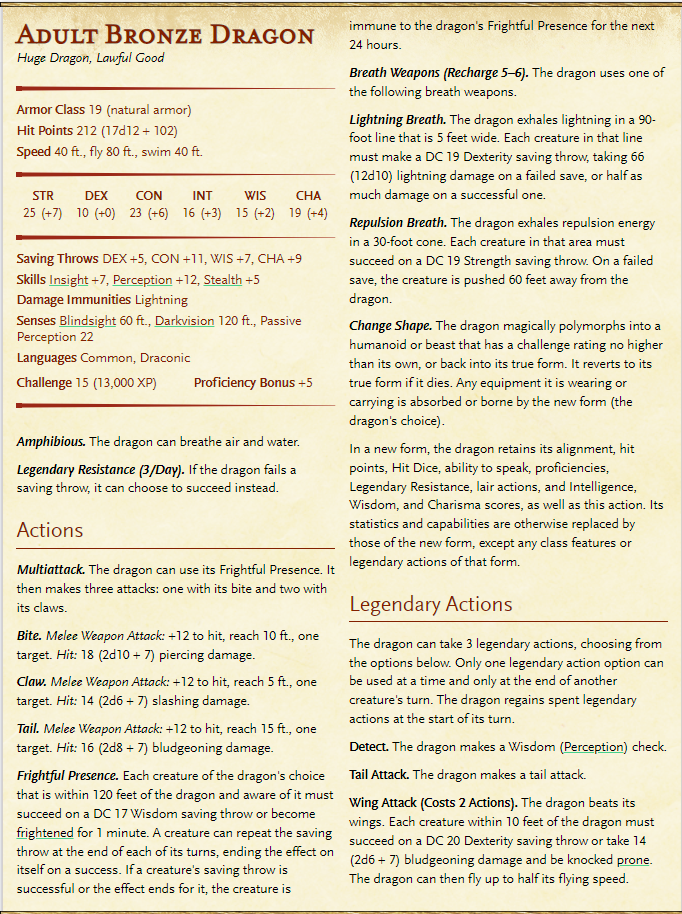 Adult Bronze Dragon
Huge Dragon, Lawful Good
Armor Class 19 (natural armor)
Hit Points 212 (17d12 + 102)
Speed 40 ft., fly 80 ft., swim 40 ft.
STR DEX CON INT WIS CHA
25 (+7) 10 (+0) 23 (+6) 16 (+3) 15 (+2) 19 (+4)
Saving Throws DEX +5, CON +11, WIS +7, CHA +9
Skills Insight +7, Perception +12, Stealth +5
Damage Immunities Lightning
Senses Blindsight 60 ft., Darkvision 120 ft., Passive
Perception 22
Languages Common, Draconic
Challenge 15 (13,000 XP) Proficiency Bonus +5
Amphibious. The dragon can breathe air and water.
Legendary Resistance (3/Day). If the dragon fails a
saving throw, it can choose to succeed instead.
Actions
Multiattack. The dragon can use its Frightful Presence. It
then makes three attacks: one with its bite and two with
its claws.
Bite. Melee Weapon Attack: +12 to hit, reach 10 ft., one
target. Hit: 18 (2d10 + 7) piercing damage.
Claw. Melee Weapon Attack: +12 to hit, reach 5 ft., one
target. Hit: 14 (2d6 + 7) slashing damage.
Tail. Melee Weapon Attack: +12 to hit, reach 15 ft., one
target. Hit: 16 (2d8 + 7) bludgeoning damage.
Frightful Presence. Each creature of the dragon's choice
that is within 120 feet of the dragon and aware of it must
succeed on a DC 17 Wisdom saving throw or become
frightened for 1 minute. A creature can repeat the saving
throw at the end of each of its turns, ending the effect on
itself on a success. If a creature's saving throw is
successful or the effect ends for it, the creature is
immune to the dragon's Frightful Presence for the next
24 hours.
Breath Weapons (Recharge 5–6). The dragon uses one of
the following breath weapons.
Lightning Breath. The dragon exhales lightning in a 90-
foot line that is 5 feet wide. Each creature in that line
must make a DC 19 Dexterity saving throw, taking 66
(12d10) lightning damage on a failed save, or half as
much damage on a successful one.
Repulsion Breath. The dragon exhales repulsion energy
in a 30-foot cone. Each creature in that area must
succeed on a DC 19 Strength saving throw. On a failed
save, the creature is pushed 60 feet away from the
dragon.
Change Shape. The dragon magically polymorphs into a
humanoid or beast that has a challenge rating no higher
than its own, or back into its true form. It reverts to its
true form if it dies. Any equipment it is wearing or
carrying is absorbed or borne by the new form (the
dragon's choice).
In a new form, the dragon retains its alignment, hit
points, Hit Dice, ability to speak, proficiencies,
Legendary Resistance, lair actions, and Intelligence,
Wisdom, and Charisma scores, as well as this action. Its
statistics and capabilities are otherwise replaced by
those of the new form, except any class features or
legendary actions of that form.
Legendary Actions
The dragon can take 3 legendary actions, choosing from
the options below. Only one legendary action option can
be used at a time and only at the end of another
creature's turn. The dragon regains spent legendary
actions at the start of its turn.
Detect. The dragon makes a Wisdom (Perception) check.
Tail Attack. The dragon makes a tail attack.
Wing Attack (Costs 2 Actions). The dragon beats its
wings. Each creature within 10 feet of the dragon must
succeed on a DC 20 Dexterity saving throw or take 14
(2d6 + 7) bludgeoning damage and be knocked prone.
The dragon can then fly up to half its flying speed.